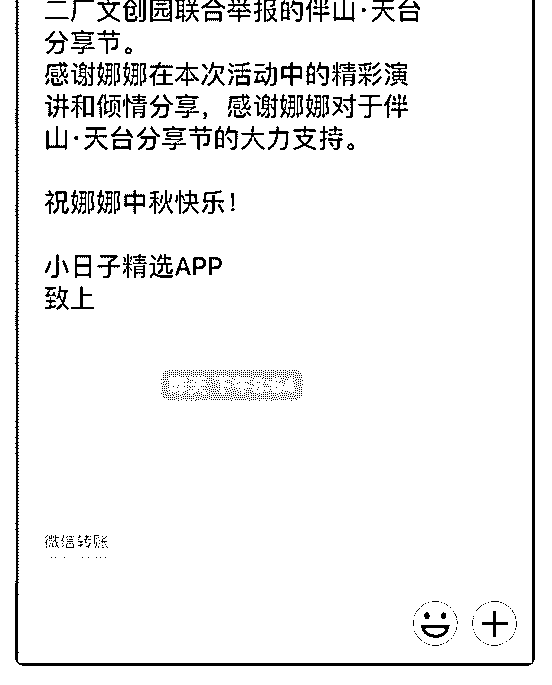 二厂文创园联合举报的伴山·天台
分享节。
感谢娜娜在本次活动中的精彩演
讲和倾情分享，感谢娜娜对于伴
山·天台分享节的大力支持。
祝娜娜中秋快乐！
小日子精选APP
致上
微信转账